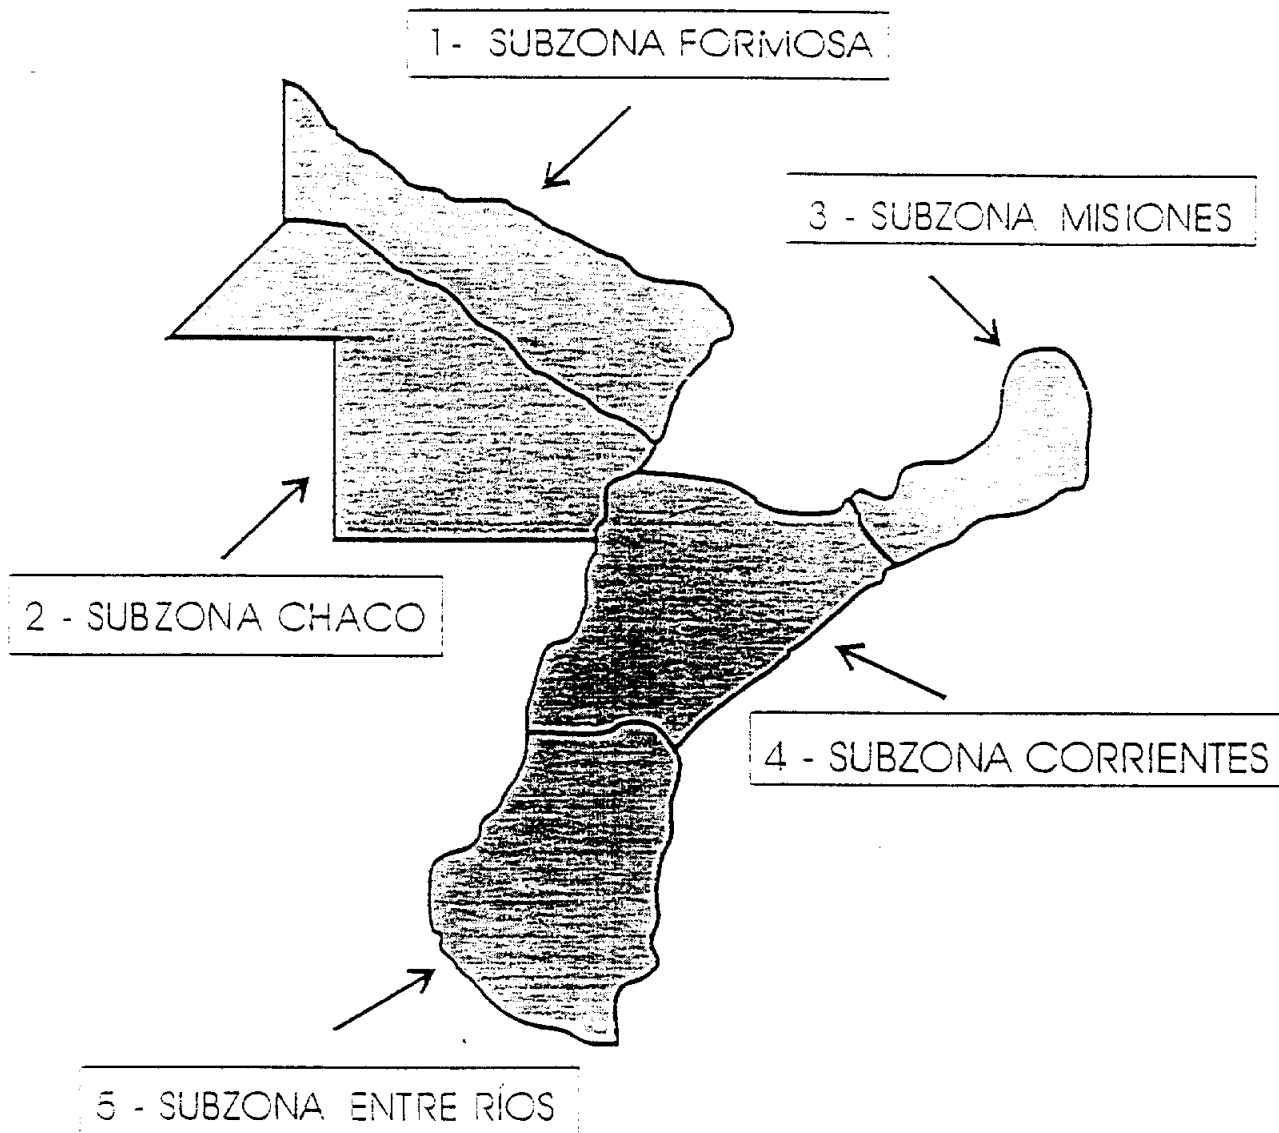 1 - SUBZONA FORMOSA
3 - SUBZONA MISIONES
2 - SUBZONA CHACO
4 - SUBZONA CORRIENTES
5 - SUBZONA ENTRE RÍOS